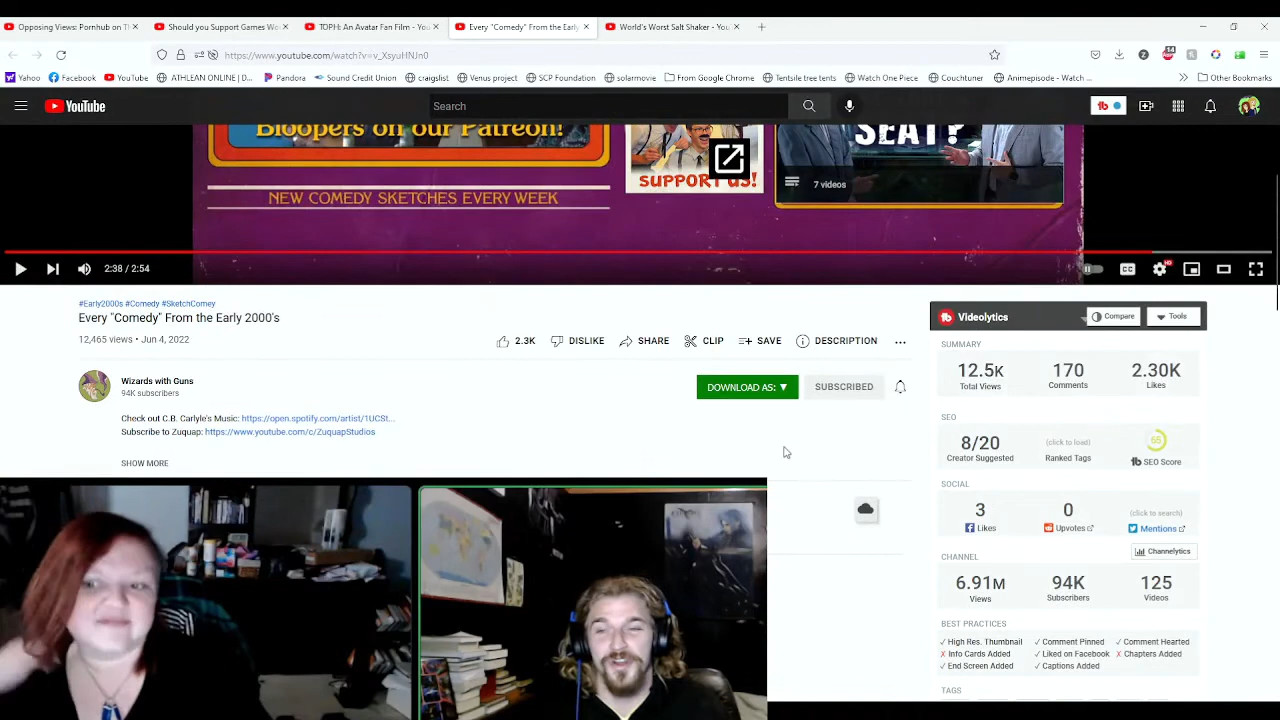 Opposing Views: Pornhub on T
Should you Support Games Wo
TOPH: An Avatar Fan Film - You
Every "Comedy" From the Early
World's Worst Salt Shaker - You
https://www.youtube.com/watch?v=v_XsyuHNJn0
14
Yahoo
Facebook
YouTube
ATHLEAN ONLINE | D...
Pandora
Sound Credit Union
craigslist
Venus project
SCP Foundation
solarmovie
From Google Chrome
Tentsile tree tents
Watch One Piece
Couchtuner
Animepisode - Watch ...
Other Bookmarks
YouTube
Search
Bloopers on our Patreon!
SUPPORT US!
SEAT?
7 videos
NEW COMEDY SKETCHES EVERY WEEK
2:38 / 2:54
CC
HD
#Early2000s #Comedy #SketchComey
Every "Comedy" From the Early 2000's
12,465 views • Jun 4, 2022
2.3K
DISLIKE
SHARE
CLIP
SAVE
DESCRIPTION
Wizards with Guns
94K subscribers
DOWNLOAD AS: ▼
SUBSCRIBED
Check out C.B. Carlyle's Music: https://open.spotify.com/artist/1UCSt...
Subscribe to Zuquap: https://www.youtube.com/c/ZuquapStudios
SHOW MORE
Videolytics
Compare
Tools
SUMMARY
12.5K
170
2.30K
Total Views
Comments
Likes
SEO
8/20
(click to load)
55
Creator Suggested
Ranked Tags
SEO Score
SOCIAL
3
0
(click to search)
Likes
Upvotes
Mentions
Channelytics
CHANNEL
6.91M
94K
125
Views
Subscribers
Videos
BEST PRACTICES
✓ High Res. Thumbnail
✓ Comment Pinned
✓ Comment Hearted
✗ Info Cards Added
✓ Liked on Facebook
✗ Chapters Added
✓ End Screen Added
✓ Captions Added
TAGS